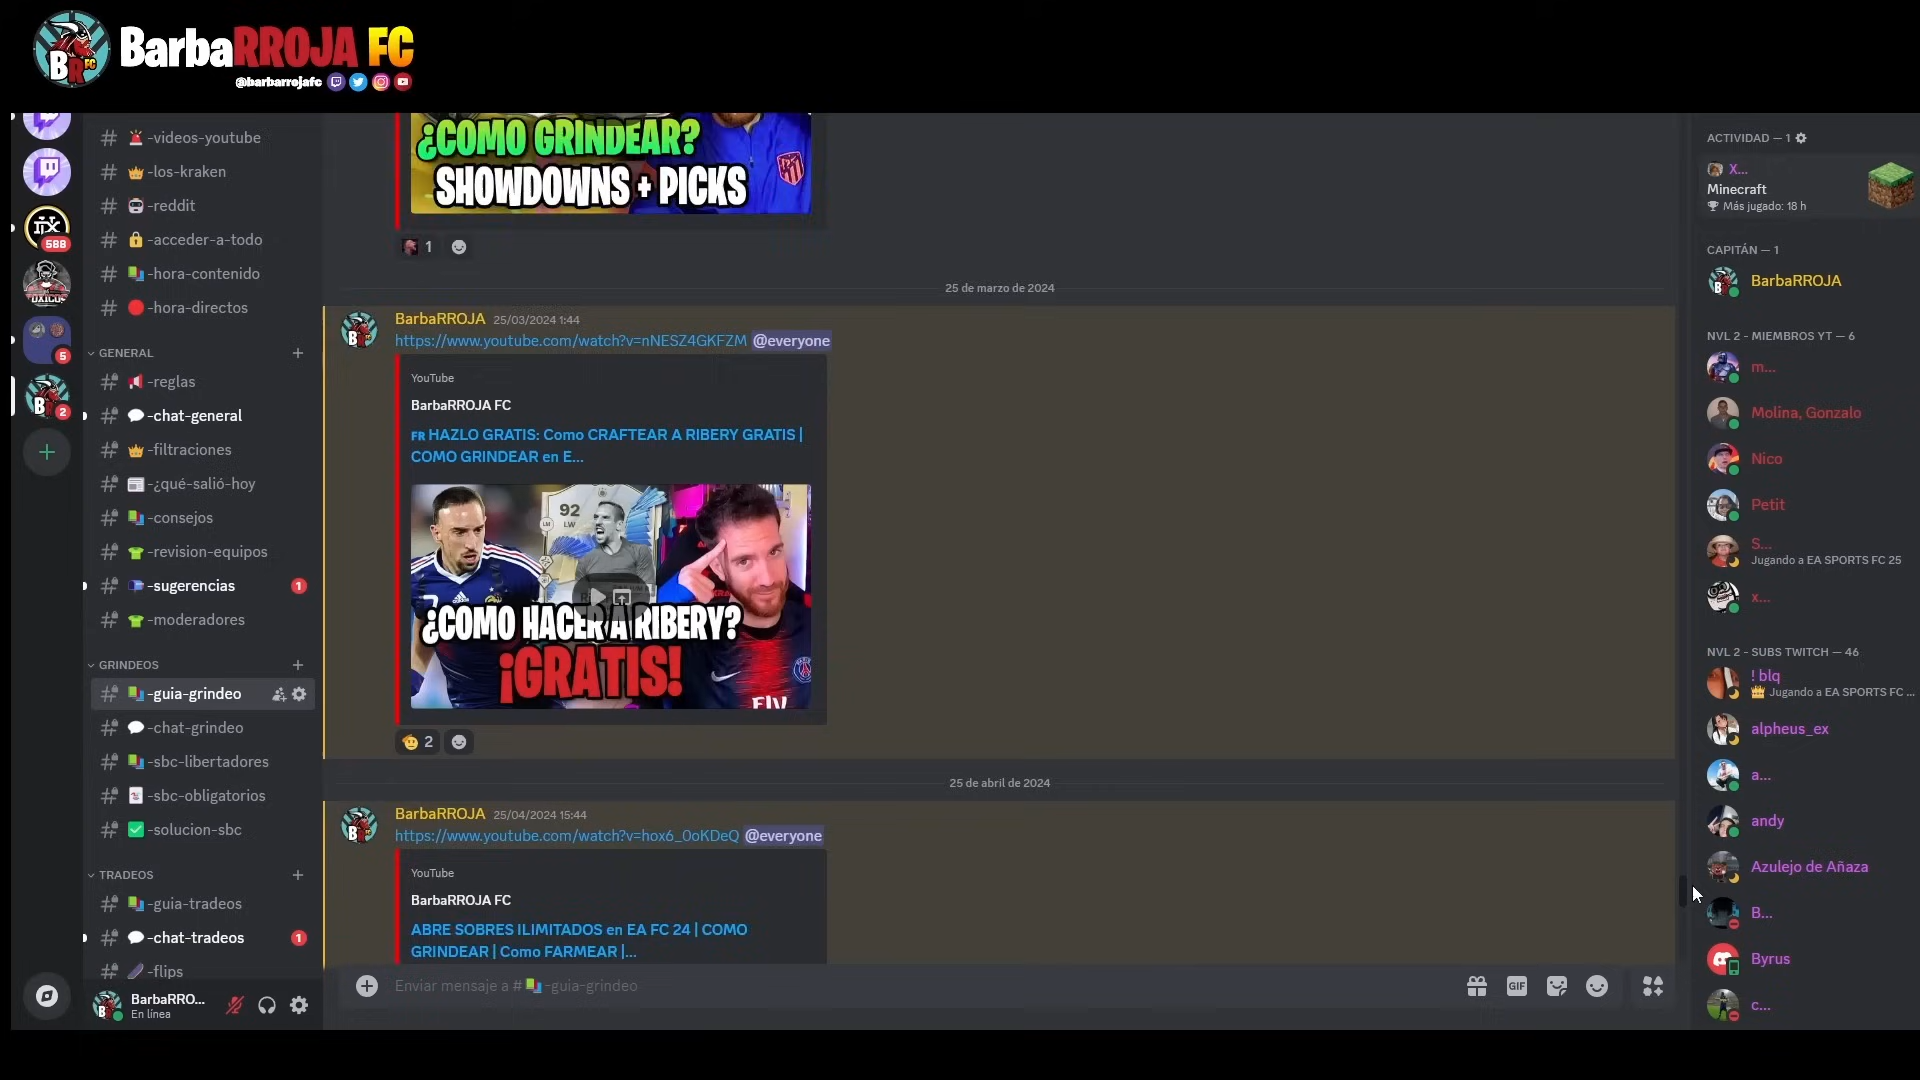 BarbaRROJA FC
@barbarrojafc
-videos-youtube
-los-kraken
-reddit
-acceder-a-todo
-hora-contenido
-hora-directos
GENERAL
-reglas
-chat-general
-filtraciones
-¿qué-salió-hoy
-consejos
-revision-equipos
-sugerencias
1
-moderadores
GRINDEOS
-guia-grindeo
-chat-grindeo
-sbc-libertadores
-sbc-obligatorios
-solucion-sbc
TRADEOS
-guia-tradeos
-chat-tradeos
1
-flips
BarbaRRO...
En línea
588
TOXICOS
5
2
¿COMO GRINDEAR?
SHOWDOWNS + PICKS
1
25 de marzo de 2024
BarbaRROJA 25/03/2024 1:44
https://www.youtube.com/watch?v=nNESZ4GKFZM @everyone
YouTube
BarbaRROJA FC
FR HAZLO GRATIS: Como CRAFTEAR A RIBERY GRATIS |
COMO GRINDEAR en E...
92
LW
¿COMO HACER A RIBERY?
¡GRATIS!
2
25 de abril de 2024
BarbaRROJA 25/04/2024 15:44
https://www.youtube.com/watch?v=hox6_0oKDeQ @everyone
YouTube
BarbaRROJA FC
ABRE SOBRES ILIMITADOS en EA FC 24 | COMO
GRINDEAR | Como FARMEAR |...
Enviar mensaje a # -guia-grindeo
GIF
ACTIVIDAD — 1
X...
Minecraft
Más jugado: 18 h
CAPITÁN — 1
BarbaRROJA
NVL 2 - MIEMBROS YT — 6
m...
Molina, Gonzalo
Nico
Petit
S...
Jugando a EA SPORTS FC 25
x...
NVL 2 - SUBS TWITCH — 46
! blq
Jugando a EA SPORTS FC ...
alpheus_ex
a...
andy
Azulejo de Añaza
B...
Byrus
c...